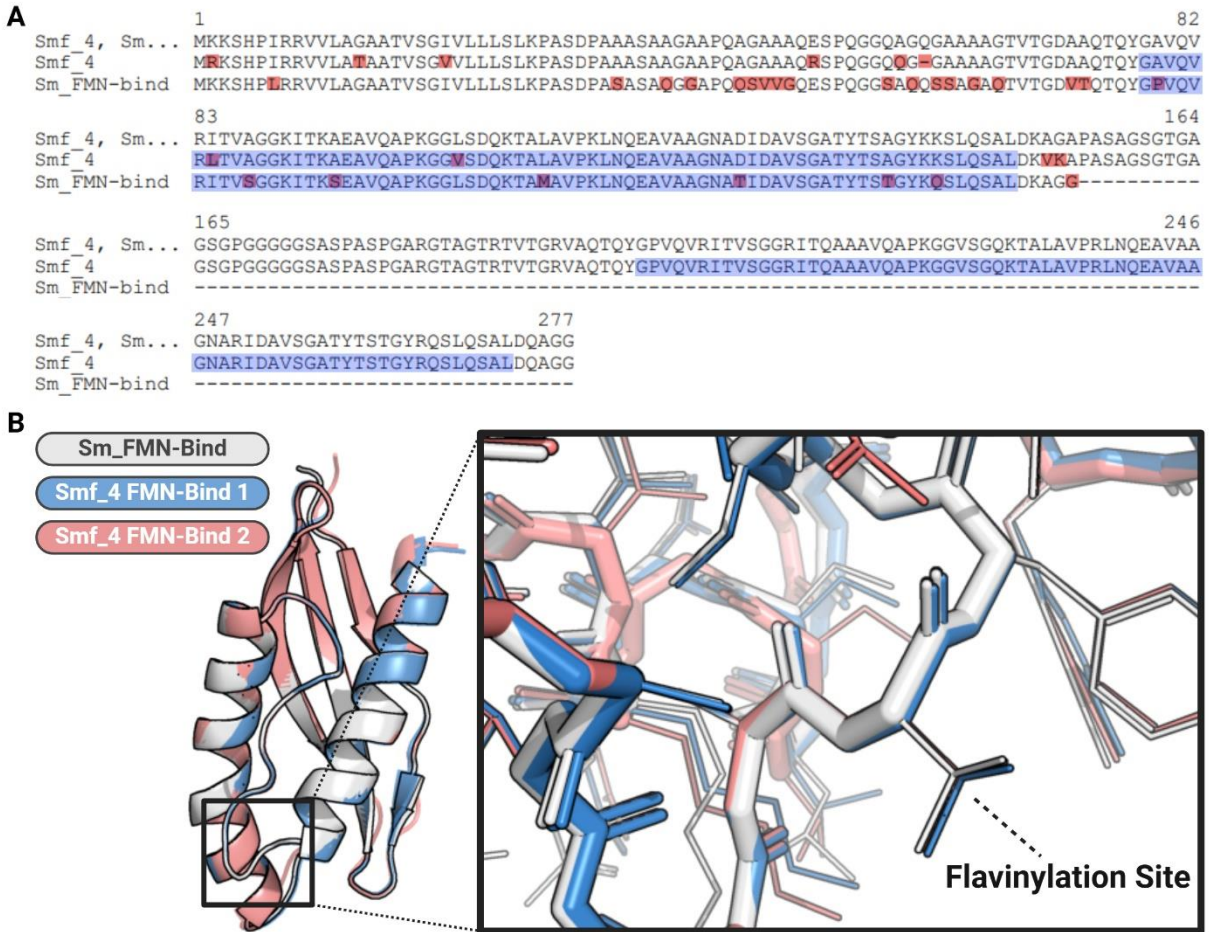 A
1 82
Smf_4, Sm... MKKSHPIRRVVLAGAATVSGIVLLLSLKPASDPAAASAAGAAPQAGAAAQESPQGGQAGQGAAAAGTVTGDAAQTQYGAVQV
Smf_4 MRKSHPIRRVVLATAATVSGVVLLLSLKPASDPAAASAAGAAPQAGAAAQRSPQGGQQG-GAAAAGTVTGDAAQTQYGAVQV
Sm_FMN-bind MKKSHPLRRVVLAGAATVSGIVLLLSLKPASDPASASAQGGAPQQSVVGQESPQGGSAQQSSAGAQTVTGDVTQTQYGPVQV
83 164
Smf_4, Sm... RITVAGGKITKAEAVQAPKGGLSDQKTALAVPKLNQEAVAAGNADIDAVSGATYTSAGYKKSLQSALDKAGAPASAGSGTGA
Smf_4 RLTVAGGKITKAEAVQAPKGGVSDQKTALAVPKLNQEAVAAGNADIDAVSGATYTSAGYKKSLQSALDKVKAPASAGSGTGA
Sm_FMN-bind RITVSGGKITKSEAVQAPKGGLSDQKTAMAVPKLNQEAVAAGNATIDAVSGATYTSTGYKQSLQSALDKAGG----------
165 246
Smf_4, Sm... GSGPGGGGGSASPASPGARGTAGTRTVTGRVAQTQYGPVQVRITVSGGRITQAAAVQAPKGGVSGQKTALAVPRLNQEAVAA
Smf_4 GSGPGGGGGSASPASPGARGTAGTRTVTGRVAQTQYGPVQVRITVSGGRITQAAAVQAPKGGVSGQKTALAVPRLNQEAVAA
Sm_FMN-bind ----------------------------------------------------------------------------------
247 277
Smf_4, Sm... GNARIDAVSGATYTSTGYRQSLQSALDQAGG
Smf_4 GNARIDAVSGATYTSTGYRQSLQSALDQAGG
Sm_FMN-bind -------------------------------
B
Sm_FMN-Bind
Smf_4 FMN-Bind 1
Smf_4 FMN-Bind 2
Flavinylation Site